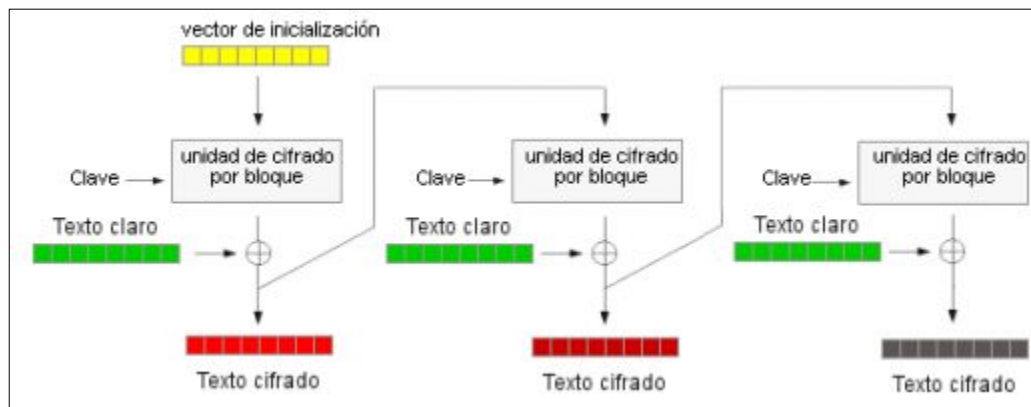 vector de inicialización
unidad de cifrado
por bloque
Clave
Texto claro
Texto cifrado
unidad de cifrado
por bloque
Clave
Texto claro
Texto cifrado
unidad de cifrado
por bloque
Clave
Texto claro
Texto cifrado